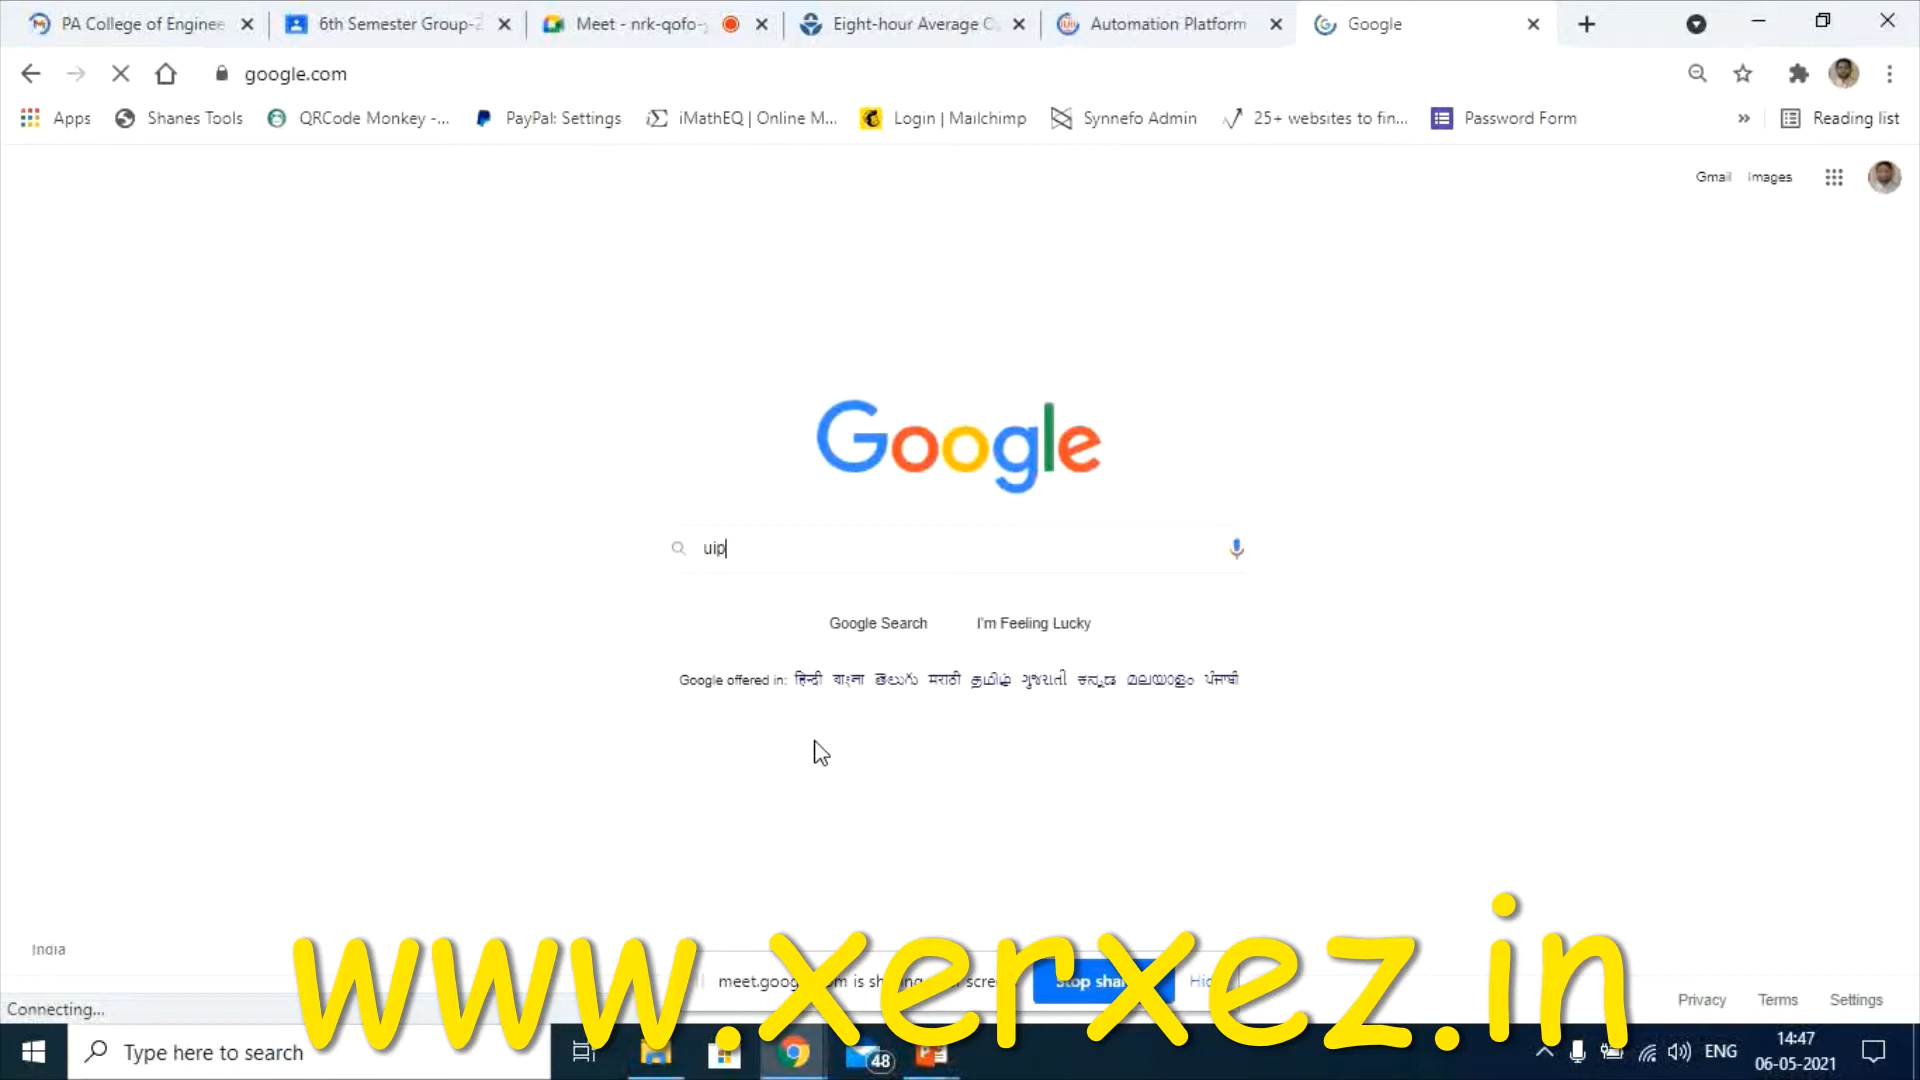 PA College of Enginee
6th Semester Group-2
Meet - nrk-qofo-
Eight-hour Average
Automation Platform
Google
google.com
Apps
Shanes Tools
QRCode Monkey -...
PayPal: Settings
iMathEQ | Online M...
Login | Mailchimp
Synnefo Admin
25+ websites to fin...
Password Form
»
Reading list
Gmail
Images
Google
uip
Google Search
I'm Feeling Lucky
Google offered in: हिन्दी বাংলা తెలుగు मराठी தமிழ் ગુજરાતી ಕನ್ನಡ മലയാളം ਪੰਜਾਬੀ
India
www.xerxez.in
Privacy
Terms
Settings
Connecting...
Type here to search
48
ENG
14:47
06-05-2021